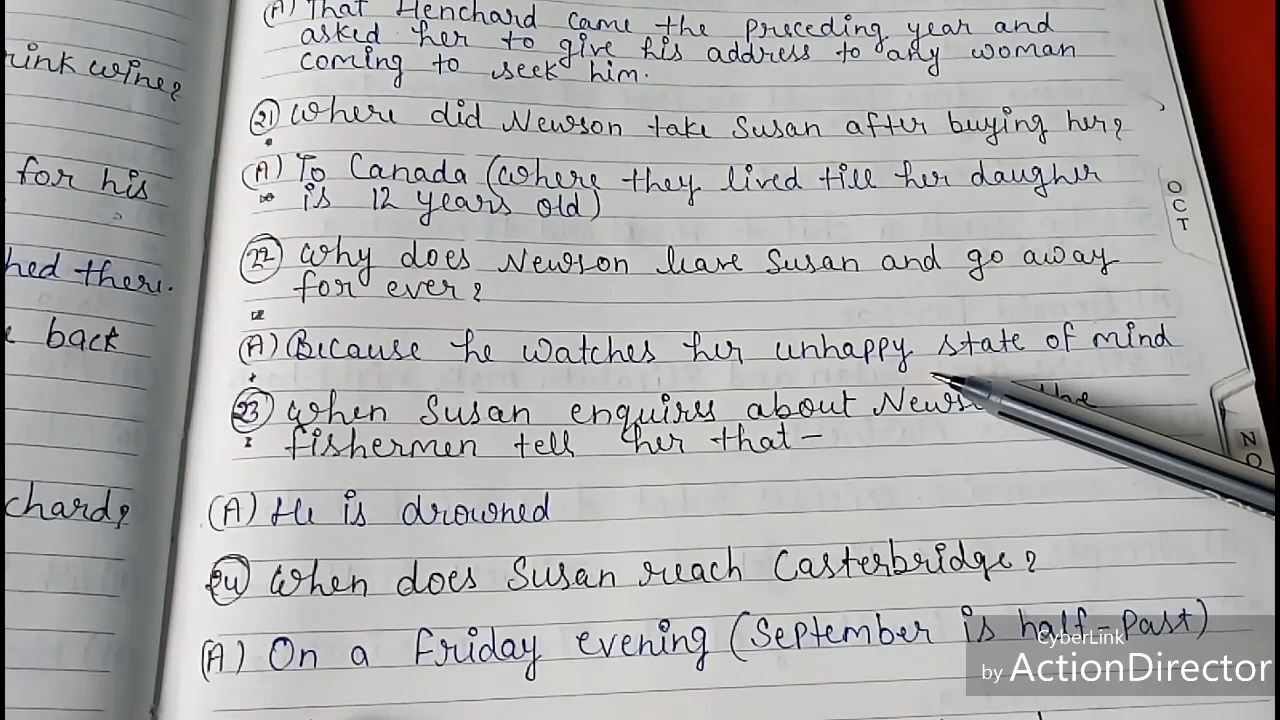 rink wine?
for his
hed there.
e back
chard?
(A) That Henchard came the preceding year and
asked her to give his address to any woman
coming to seek him.
21 Where did Newson take Susan after buying her?
(A) To Canada (where they lived till her daugher
is 12 years old)
22 Why does Newson leave Susan and go away
for ever?
(A) Because he watches her unhappy state of mind
23 When Susan enquires about News he
fishermen tell her that -
(A) He is drowned
24 When does Susan reach Casterbridge?
(A) On a Friday evening (September is half-past)
OCT
NO
CyberLink
by ActionDirector